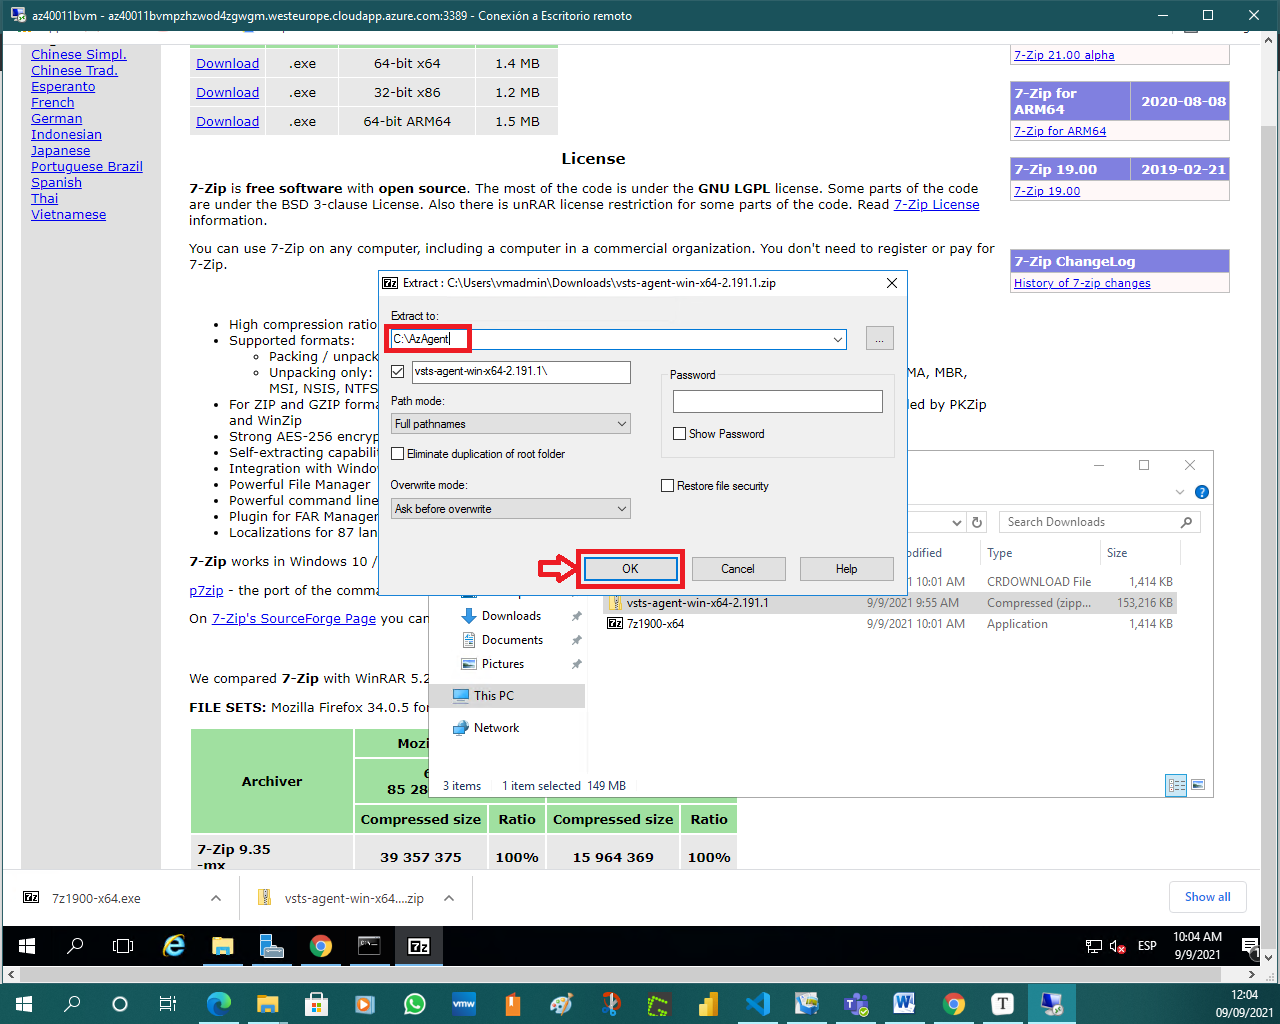 az40011bvm - az40011bvmpzhzwod4zgwgm.westeurope.cloudapp.azure.com:3389 - Conexión a Escritorio remoto
Chinese Simpl.
Chinese Trad.
Esperanto
French
German
Indonesian
Japanese
Portuguese Brazil
Spanish
Thai
Vietnamese
Download .exe 64-bit x64 1.4 MB
Download .exe 32-bit x86 1.2 MB
Download .exe 64-bit ARM64 1.5 MB
7-Zip 21.00 alpha
7-Zip for ARM64 2020-08-08
7-Zip for ARM64
7-Zip 19.00 2019-02-21
7-Zip 19.00
7-Zip ChangeLog
History of 7-zip changes
License
7-Zip is free software with open source. The most of the code is under the GNU LGPL license. Some parts of the code
are under the BSD 3-clause License. Also there is unRAR license restriction for some parts of the code. Read 7-Zip License
information.
You can use 7-Zip on any computer, including a computer in a commercial organization. You don't need to register or pay for
7-Zip.
High compression ratio
Supported formats:
Packing / unpack
Unpacking only: MA, MBR,
MSI, NSIS, NTFS
For ZIP and GZIP forma ed by PKZip
and WinZip
Strong AES-256 encryp
Self-extracting capabili
Integration with Window
Powerful File Manager
Powerful command line
Plugin for FAR Manager
Localizations for 87 lan
7-Zip works in Windows 10 /
p7zip - the port of the comma
On 7-Zip's SourceForge Page you can
We compared 7-Zip with WinRAR 5.2
FILE SETS: Mozilla Firefox 34.0.5 for
Archiver Mozi
85 28
Compressed size Ratio Compressed size Ratio
7-Zip 9.35
-mx 39 357 375 100% 15 964 369 100%
7z Extract : C:\Users\vmadmin\Downloads\vsts-agent-win-x64-2.191.1.zip
Extract to:
C:\AzAgent
...
vsts-agent-win-x64-2.191.1\
Password
Path mode:
Full pathnames
Show Password
Eliminate duplication of root folder
Overwrite mode:
Restore file security
Ask before overwrite
OK Cancel Help
Search Downloads
odified Type Size
1 10:01 AM CRDOWNLOAD File 1,414 KB
vsts-agent-win-x64-2.191.1 9/9/2021 9:55 AM Compressed (zipp... 153,216 KB
7z 7z1900-x64 9/9/2021 10:01 AM Application 1,414 KB
Downloads
Documents
Pictures
This PC
Network
3 items 1 item selected 149 MB
7z 7z1900-x64.exe
vsts-agent-win-x64....zip
Show all
7z
ESP
10:04 AM
9/9/2021
1
vmw
T
12:04
09/09/2021